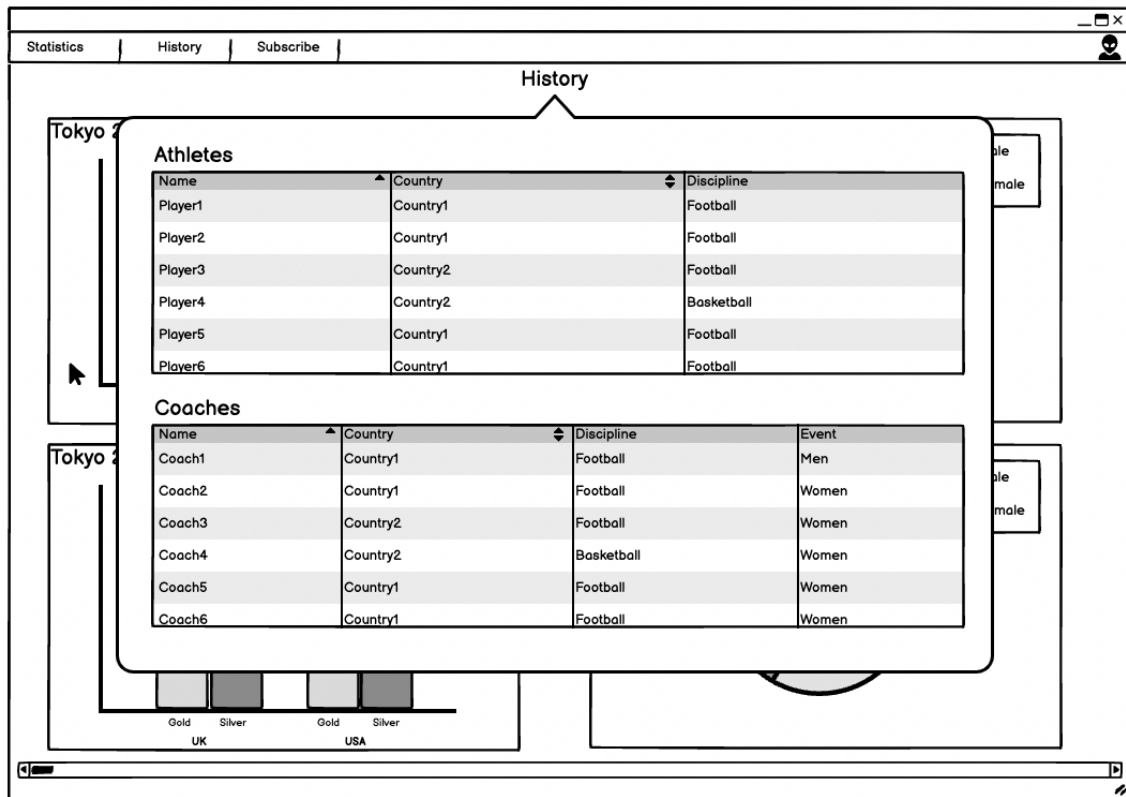 Statistics History Subscribe
History
Tokyo 2
Athletes
Name Country Discipline
Player1 Country1 Football
Player2 Country1 Football
Player3 Country2 Football
Player4 Country2 Basketball
Player5 Country1 Football
Player6 Country1 Football
Coaches
Name Country Discipline Event
Coach1 Country1 Football Men
Coach2 Country1 Football Women
Coach3 Country2 Football Women
Coach4 Country2 Basketball Women
Coach5 Country1 Football Women
Coach6 Country1 Football Women
ale
male
Tokyo 2
ale
male
Gold Silver Gold Silver
UK USA